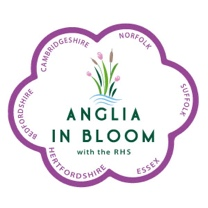 CAMBRIDGESHIRE
NORFOLK
SUFFOLK
ESSEX
HERTFORDSHIRE
BEDFORDSHIRE
ANGLIA
IN BLOOM
with the RHS